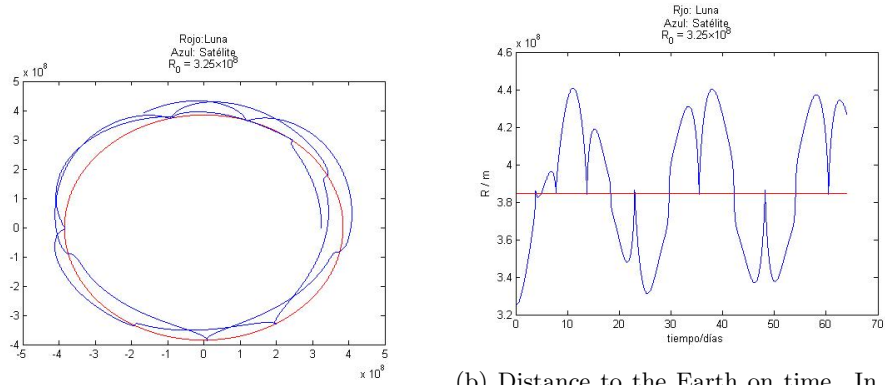 Rojo:Luna
Azul: Satélite
R0 = 3.25×10^8
x 10^8
5
4
3
2
1
0
-1
-2
-3
-4
-5 -4 -3 -2 -1 0 1 2 3 4 5
x 10^8
Rjo: Luna
Azul: Satélite
R0 = 3.25×10^8
x 10^8
4.6
4.4
4.2
4
3.8
3.6
3.4
3.2
R / m
0 10 20 30 40 50 60 70
tiempo/días
(b) Distance to the Earth on time. In